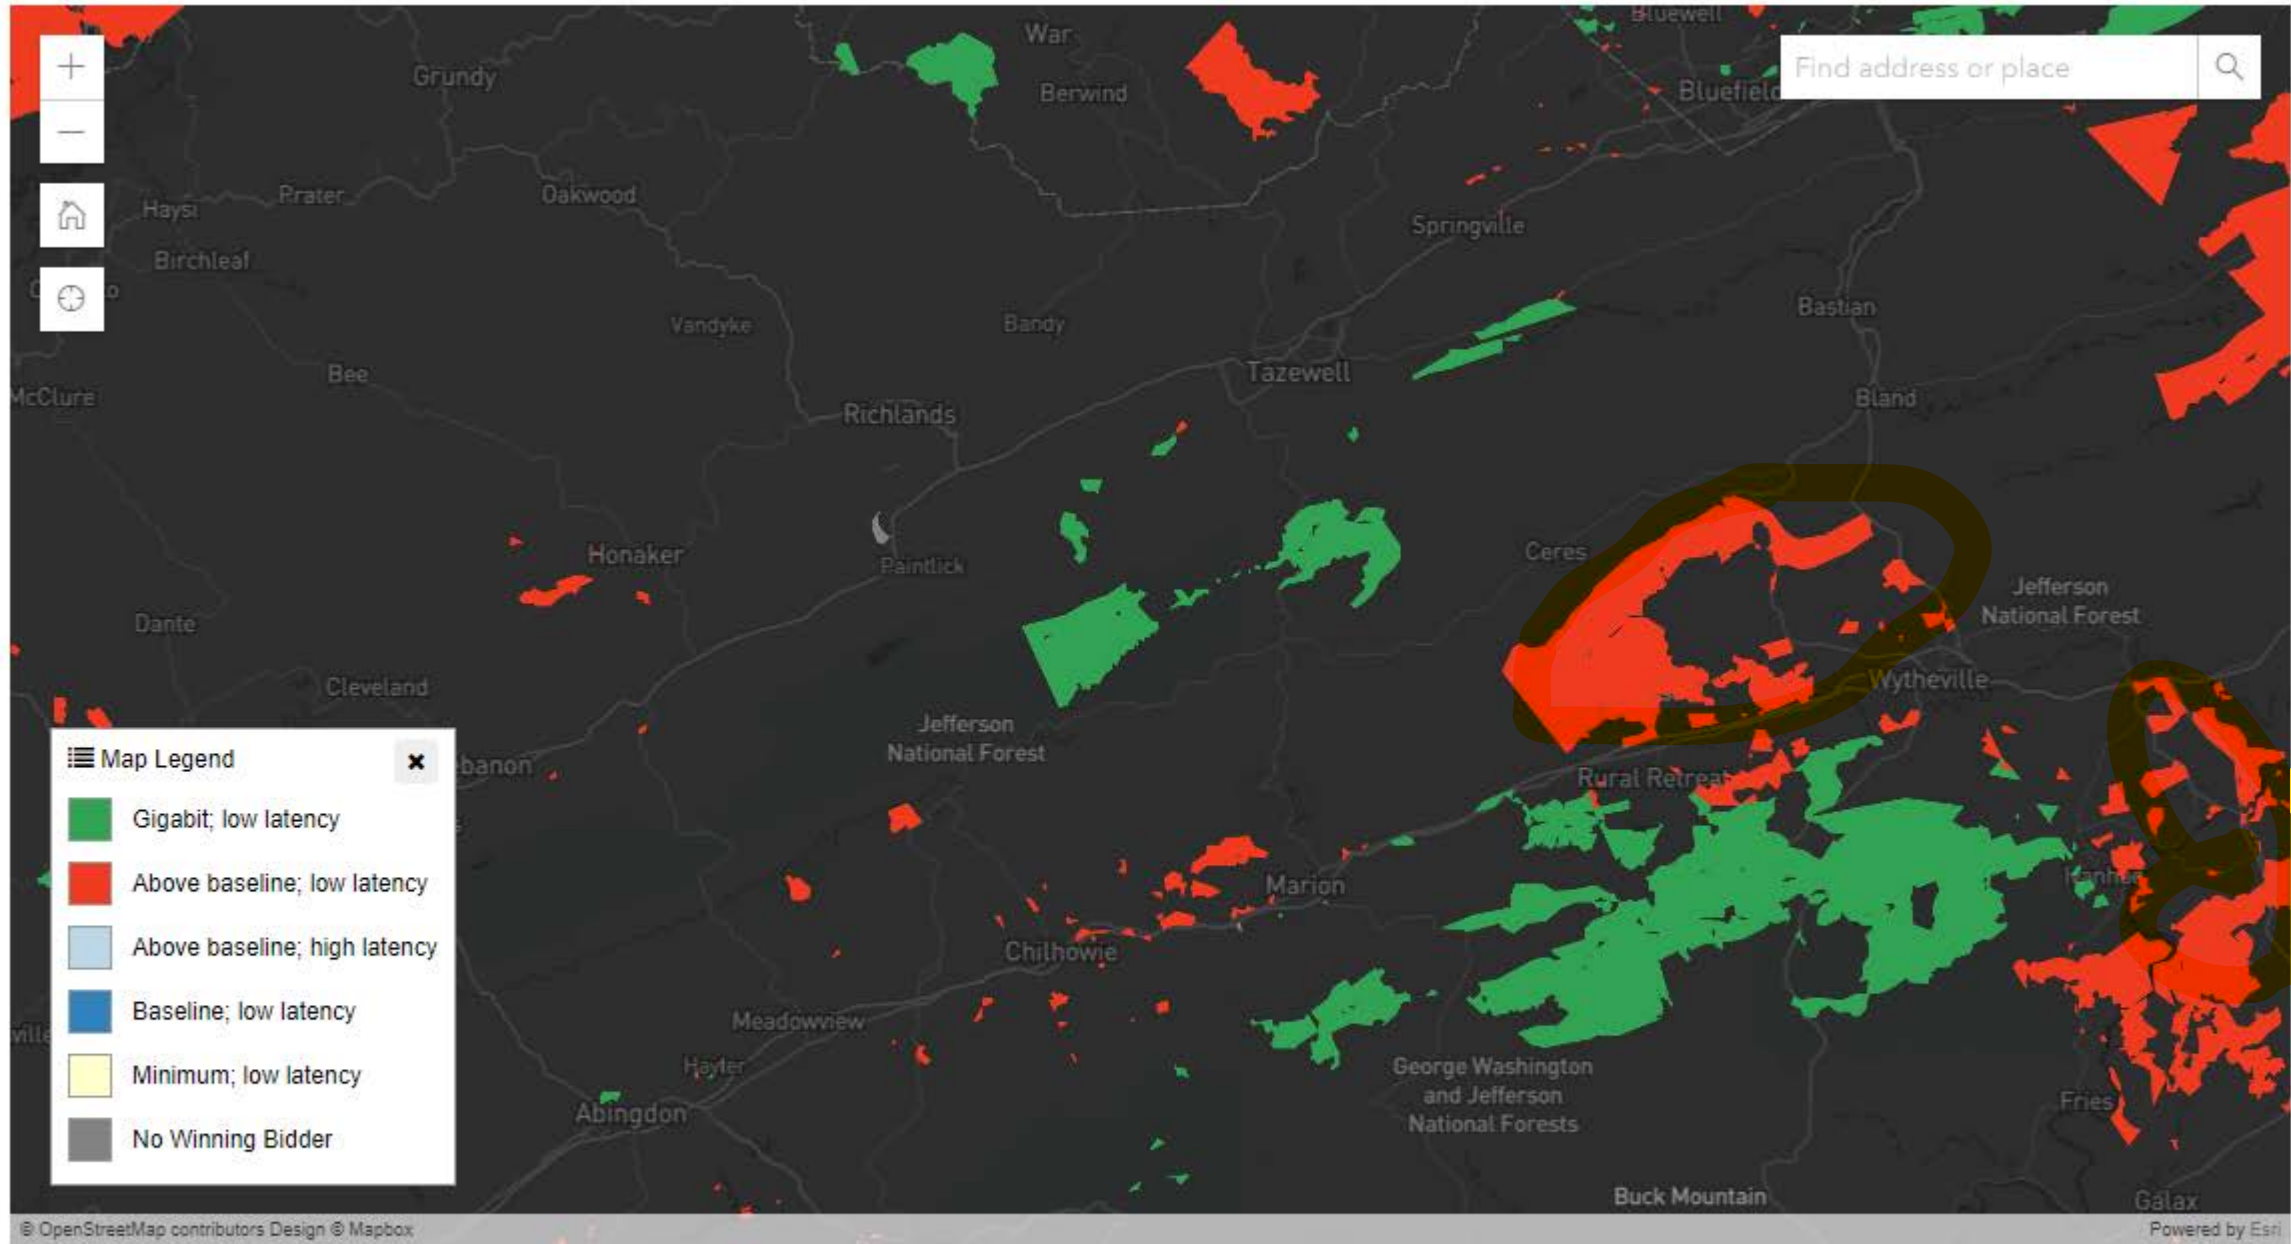 Bluewell
War
Grundy
Find address or place
Berwind
Bluefield
Haysi
Prater
Oakwood
Springville
Birchleaf
Bastian
Vandyke
Bandy
Bee
Tazewell
McClure
Bland
Richlands
Honaker
Paintlick
Ceres
Jefferson
National Forest
Dante
Cleveland
Wytheville
Jefferson
National Forest
Rural Retreat
Map Legend
ebanon
Gigabit; low latency
Above baseline; low latency
Above baseline; high latency
Baseline; low latency
Minimum; low latency
No Winning Bidder
Marion
Chilhowie
Meadowview
ville
Hayter
George Washington
and Jefferson
National Forests
Abingdon
Fries
Buck Mountain
Galax
© OpenStreetMap contributors Design © Mapbox
Powered by Esri